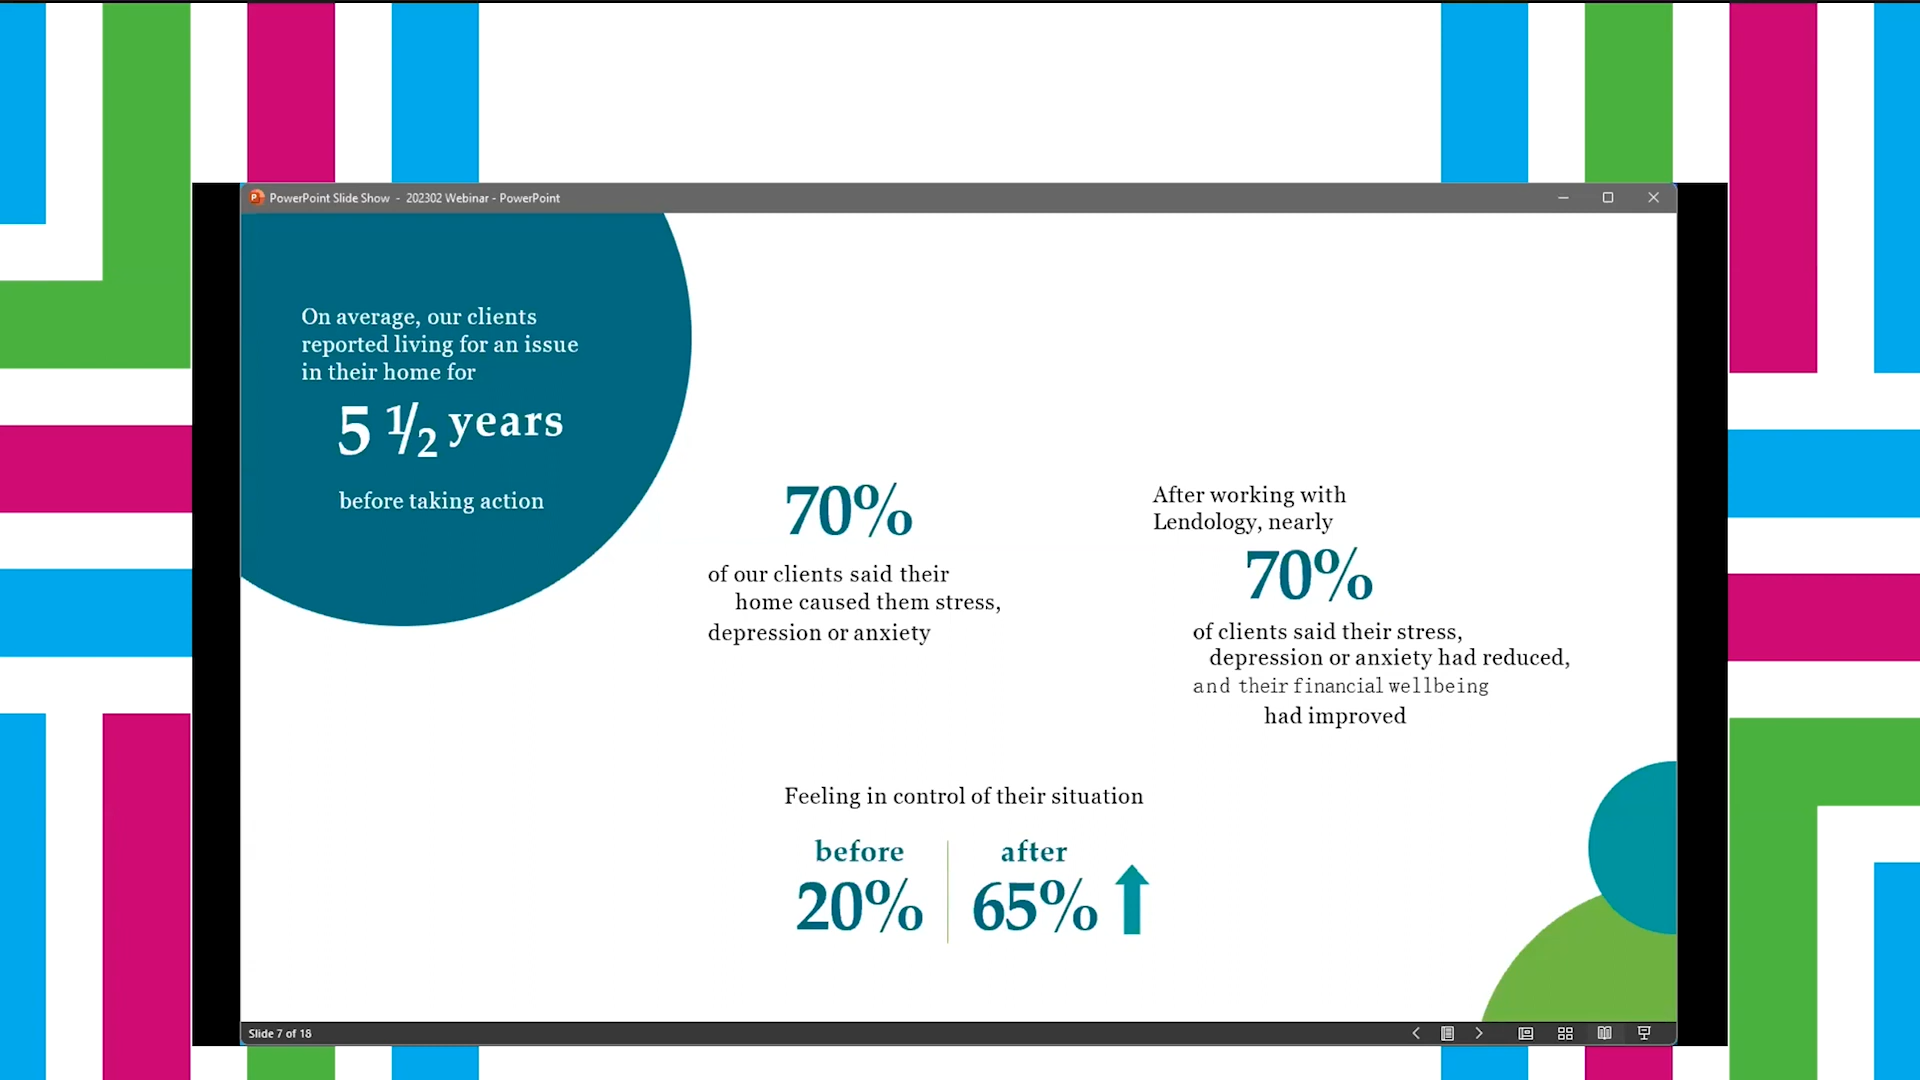 PowerPoint Slide Show - 202302 Webinar - PowerPoint
On average, our clients
reported living for an issue
in their home for
5 1/2 years
before taking action
70%
of our clients said their
home caused them stress,
depression or anxiety
After working with
Lendology, nearly
70%
of clients said their stress,
depression or anxiety had reduced,
and their financial wellbeing
had improved
Feeling in control of their situation
before after
20% 65%
Slide 7 of 18